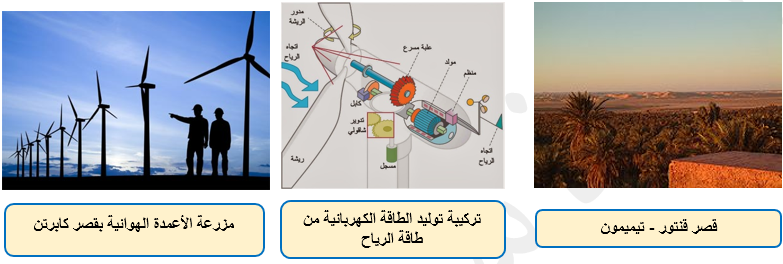 مدور
الريشة
اتجاه
الرياح
علبة مسرع
مولد
منظم
كابل
تدوير
شاقولي
ريشة
مسجل
اتجاه
الرياح
قصر قنتور - تيميمون
تركيبة توليد الطاقة الكهربائية من
طاقة الرياح
مزرعة الأعمدة الهوائية بقصر كابرتن